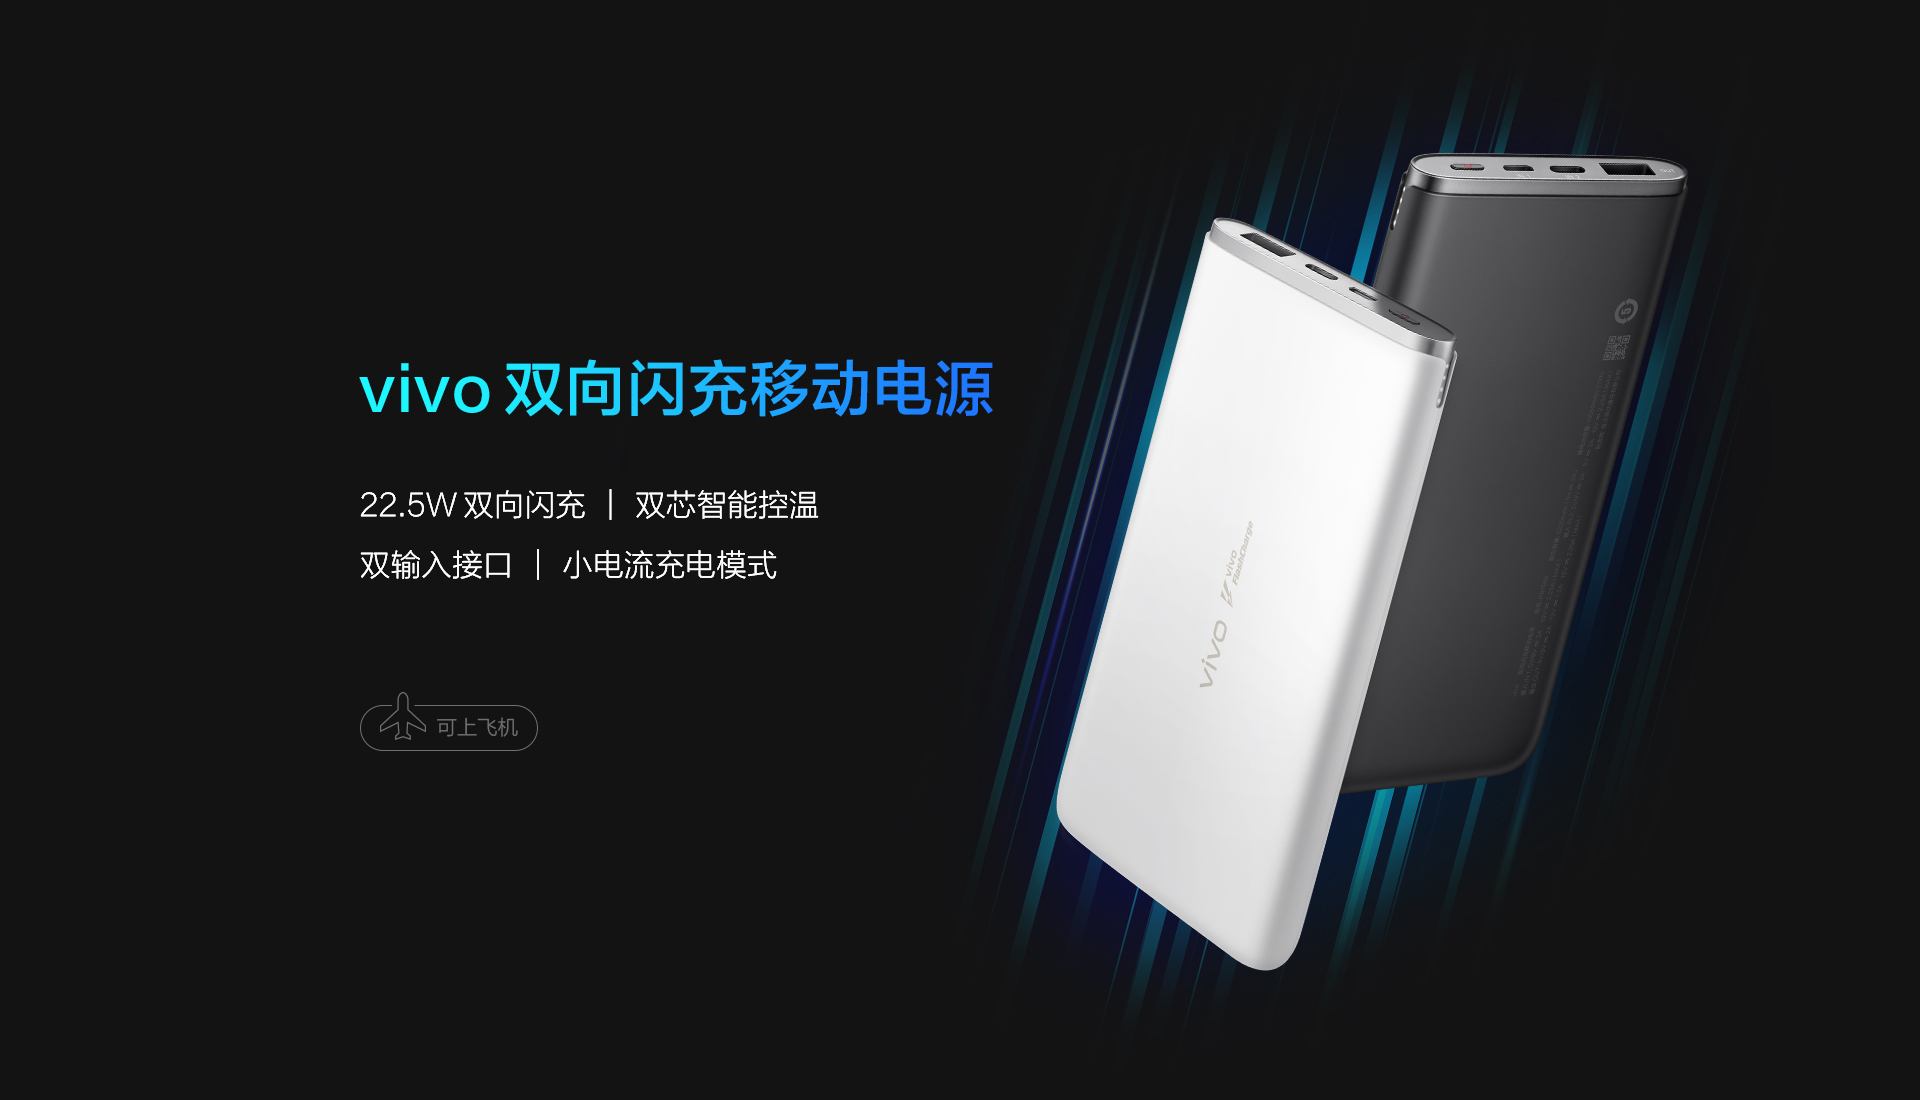 vivo 双向闪充移动电源
22.5W 双向闪充 | 双芯智能控温
双输入接口 | 小电流充电模式
可上飞机
vivo
vivo
FlashCharge